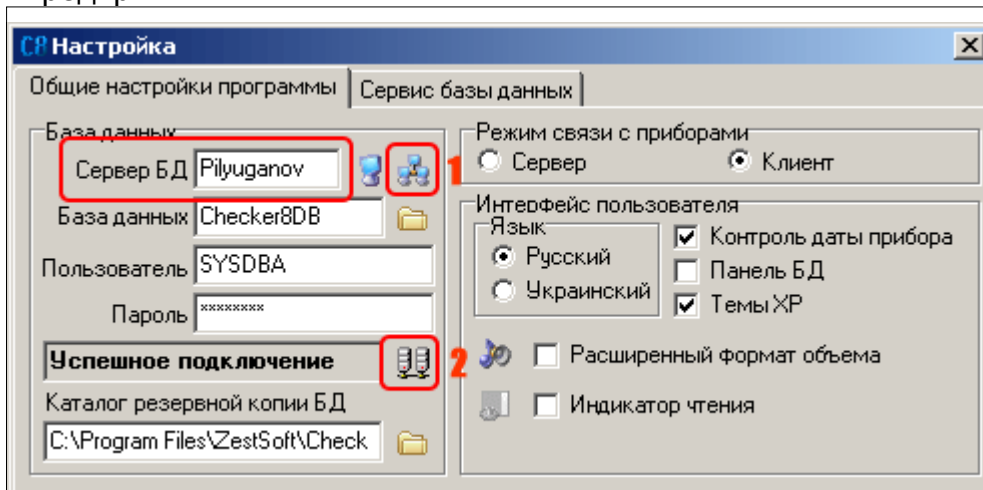 C8 Настройка
Общие настройки программы
Сервис базы данных
База данных
Сервер БД Pilyuganov
1
База данных Checker8DB
Пользователь SYSDBA
Пароль ********
Успешное подключение
2
Каталог резервной копии БД
C:\Program Files\ZestSoft\Check
Режим связи с приборами
Сервер
Клиент
Интерфейс пользователя
Язык
Русский
Украинский
Контроль даты прибора
Панель БД
Темы XP
Расширенный формат объема
Индикатор чтения